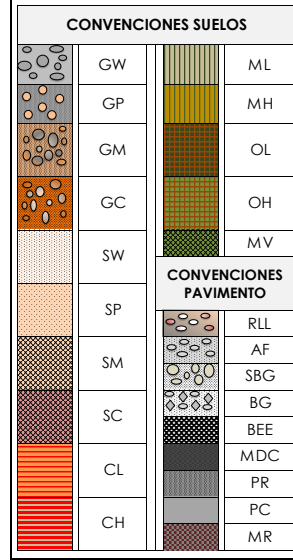 CONVENCIONES SUELOS
GW
GP
GM
GC
SW
SP
SM
SC
CL
CH
ML
MH
OL
OH
MV
CONVENCIONES
PAVIMENTO
RLL
AF
SBG
BG
BEE
MDC
PR
PC
MR